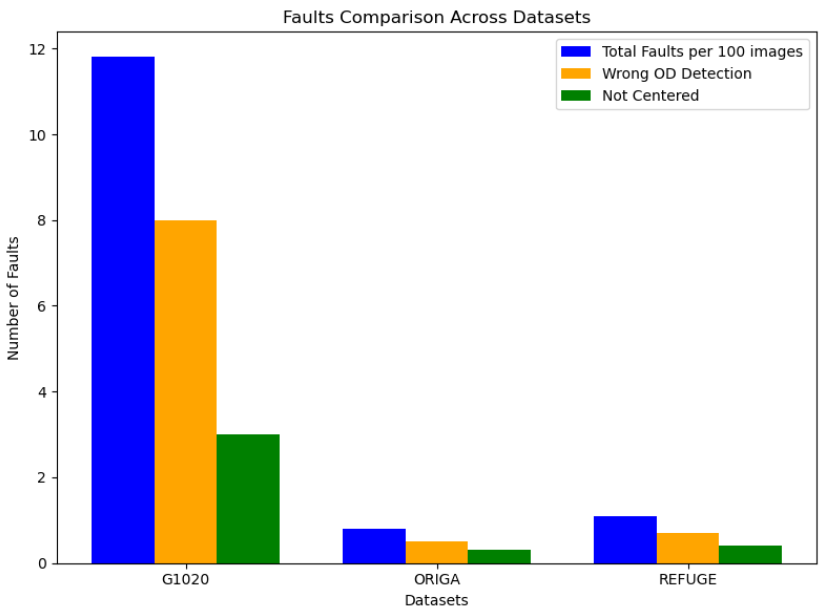 Faults Comparison Across Datasets
Total Faults per 100 images
Wrong OD Detection
Not Centered
Number of Faults
12
10
8
6
4
2
0
G1020
ORIGA
REFUGE
Datasets